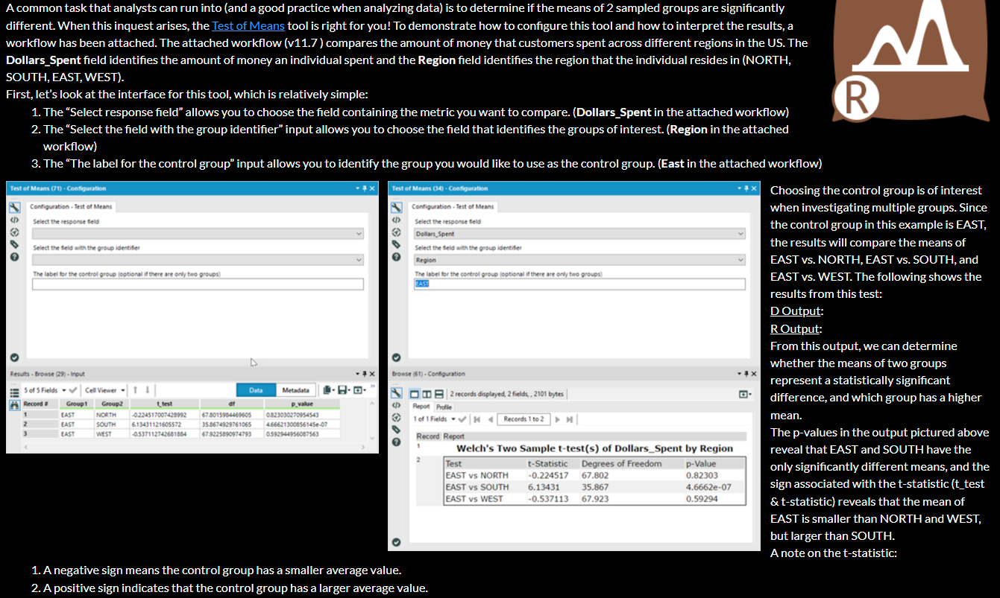 A common task that analysts can run into (and a good practice when analyzing data) is to determine if the means of 2 sampled groups are significantly
different. When this inquest arises, the Test of Means tool is right for you! To demonstrate how to configure this tool and how to interpret the results, a
workflow has been attached. The attached workflow (v11.7 ) compares the amount of money that customers spent across different regions in the US. The
Dollars_Spent field identifies the amount of money an individual spent and the Region field identifies the region that the individual resides in (NORTH,
SOUTH, EAST, WEST).
First, let's look at the interface for this tool, which is relatively simple:
1. The “Select response field” allows you to choose the field containing the metric you want to compare. (Dollars_Spent in the attached workflow)
2. The “Select the field with the group identifier” input allows you to choose the field that identifies the groups of interest. (Region in the attached
workflow)
3. The “The label for the control group” input allows you to identify the group you would like to use as the control group. (East in the attached workflow)
R
Test of Means (71) - Configuration
Configuration - Test of Means
Select the response field
Select the field with the group identifier
The label for the control group (optional if there are only two groups)
Results - Browse (29) - Input
5 of 5 Fields Cell Viewer Data Metadata
Record # Group1 Group2 t_test df p_value
1 EAST NORTH -0.224517007428992 67.8015984469605 0.823030270954543
2 EAST SOUTH 6.13431121605572 35.8674929761065 4.66621300856145e-07
3 EAST WEST -0.537112742681884 67.9225890974793 0.592944956087563
Test of Means (34) - Configuration
Configuration - Test of Means
Select the response field
Dollars_Spent
Select the field with the group identifier
Region
The label for the control group (optional if there are only two groups)
EAST
Browse (61) - Configuration
2 records displayed, 2 fields, , 2101 bytes
Report Profile
1 of 1 Fields Records 1 to 2
Record Report
1 Welch's Two Sample t-test(s) of Dollars_Spent by Region
2 Test t-Statistic Degrees of Freedom p-Value
EAST vs NORTH -0.224517 67.802 0.82303
EAST vs SOUTH 6.13431 35.867 4.6662e-07
EAST vs WEST -0.537113 67.923 0.59294
Choosing the control group is of interest
when investigating multiple groups. Since
the control group in this example is EAST,
the results will compare the means of
EAST vs. NORTH, EAST vs. SOUTH, and
EAST vs. WEST. The following shows the
results from this test:
D Output:
R Output:
From this output, we can determine
whether the means of two groups
represent a statistically significant
difference, and which group has a higher
mean.
The p-values in the output pictured above
reveal that EAST and SOUTH have the
only significantly different means, and the
sign associated with the t-statistic (t_test
& t-statistic) reveals that the mean of
EAST is smaller than NORTH and WEST,
but larger than SOUTH.
A note on the t-statistic:
1. A negative sign means the control group has a smaller average value.
2. A positive sign indicates that the control group has a larger average value.